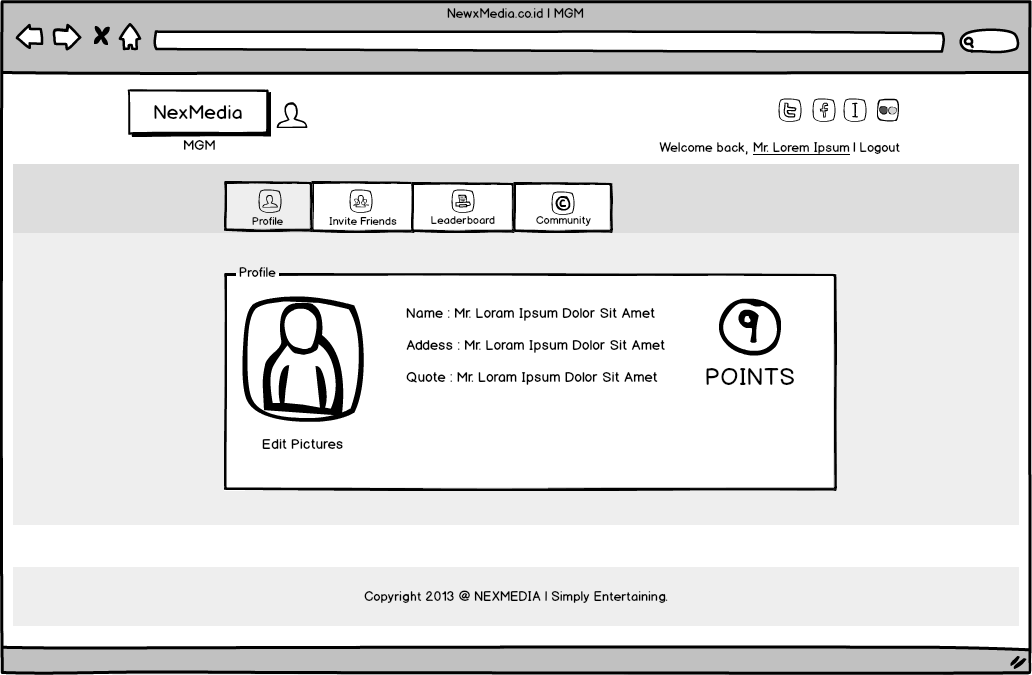 NewxMedia.co.id | MGM
NexMedia
MGM
Welcome back, Mr. Lorem Ipsum | Logout
Profile
Invite Friends
Leaderboard
Community
Profile
Name : Mr. Loram Ipsum Dolor Sit Amet
Addess : Mr. Loram Ipsum Dolor Sit Amet
Quote : Mr. Loram Ipsum Dolor Sit Amet
9
POINTS
Edit Pictures
Copyright 2013 @ NEXMEDIA | Simply Entertaining.